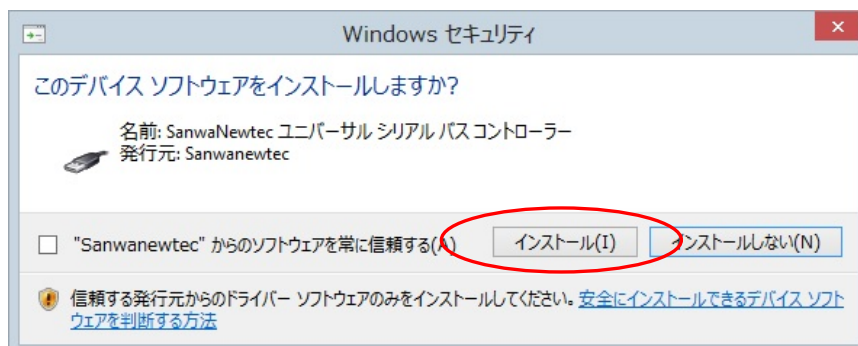 Windows セキュリティ
このデバイス ソフトウェアをインストールしますか?
名前: SanwaNewtec ユニバーサル シリアル バス コントローラー
発行元: Sanwanewtec
"Sanwanewtec" からのソフトウェアを常に信頼する(A)
インストール(I)
インストールしない(N)
信頼する発行元からのドライバー ソフトウェアのみをインストールしてください。安全にインストールできるデバイス ソフト
ウェアを判断する方法